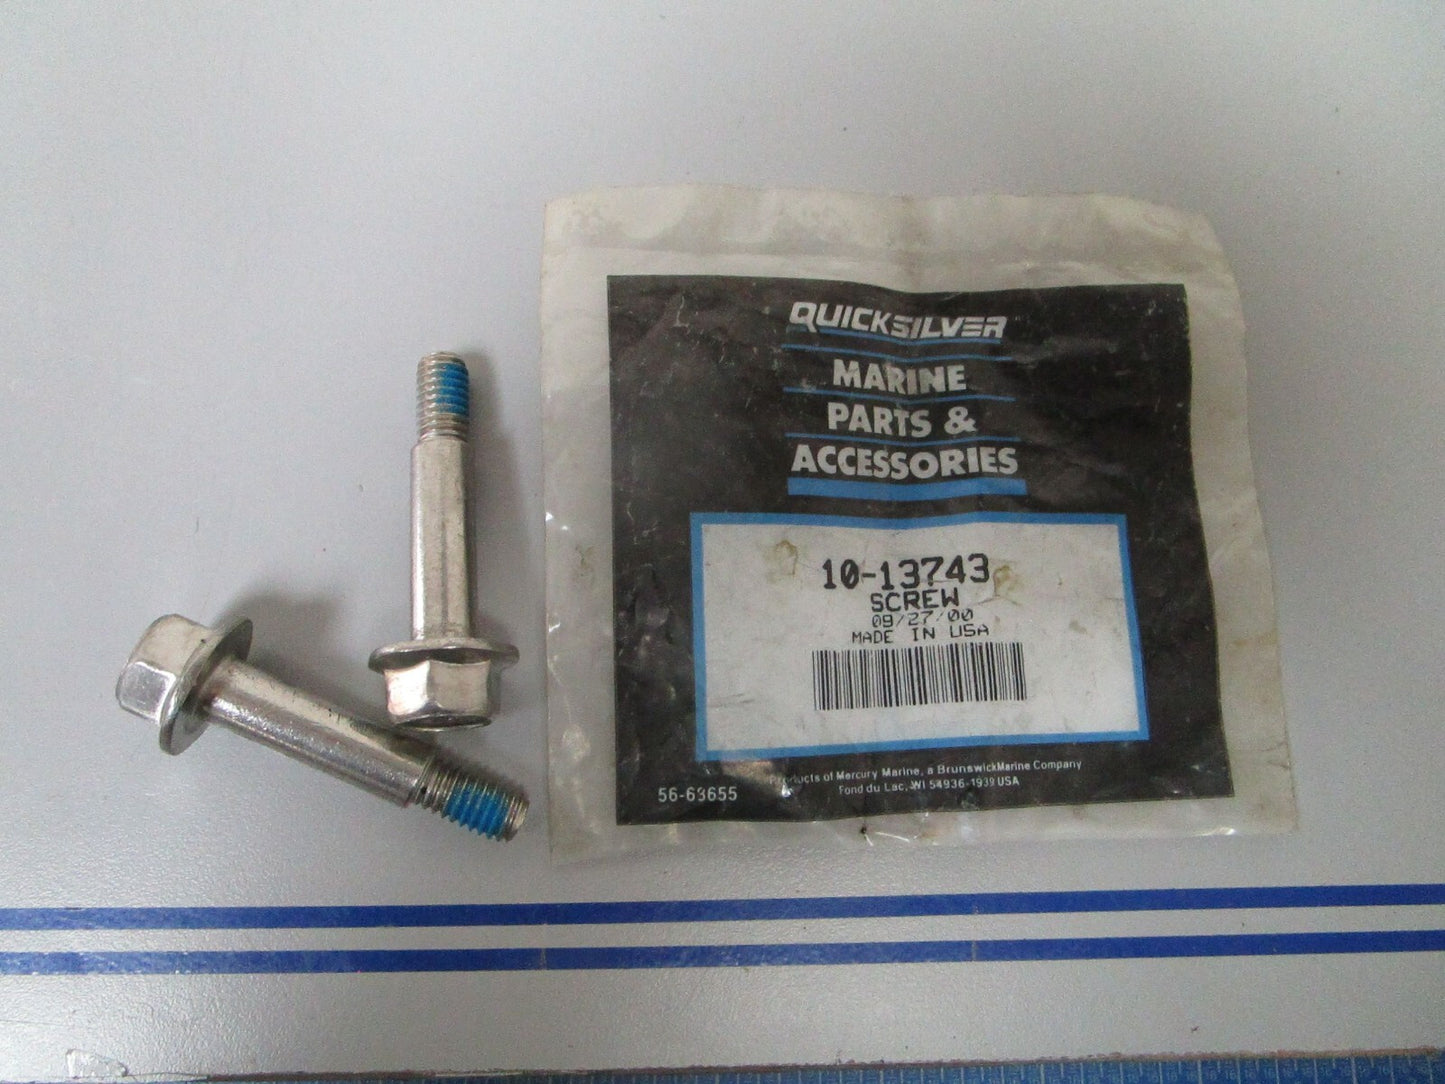 QUICKSILVER
MARINE
PARTS &
ACCESSORIES
10-13743
SCREW
09/27/00
MADE IN USA
Products of Mercury Marine, a BrunswickMarine Company
Fond du Lac, WI 54936-1939 USA
56-63655